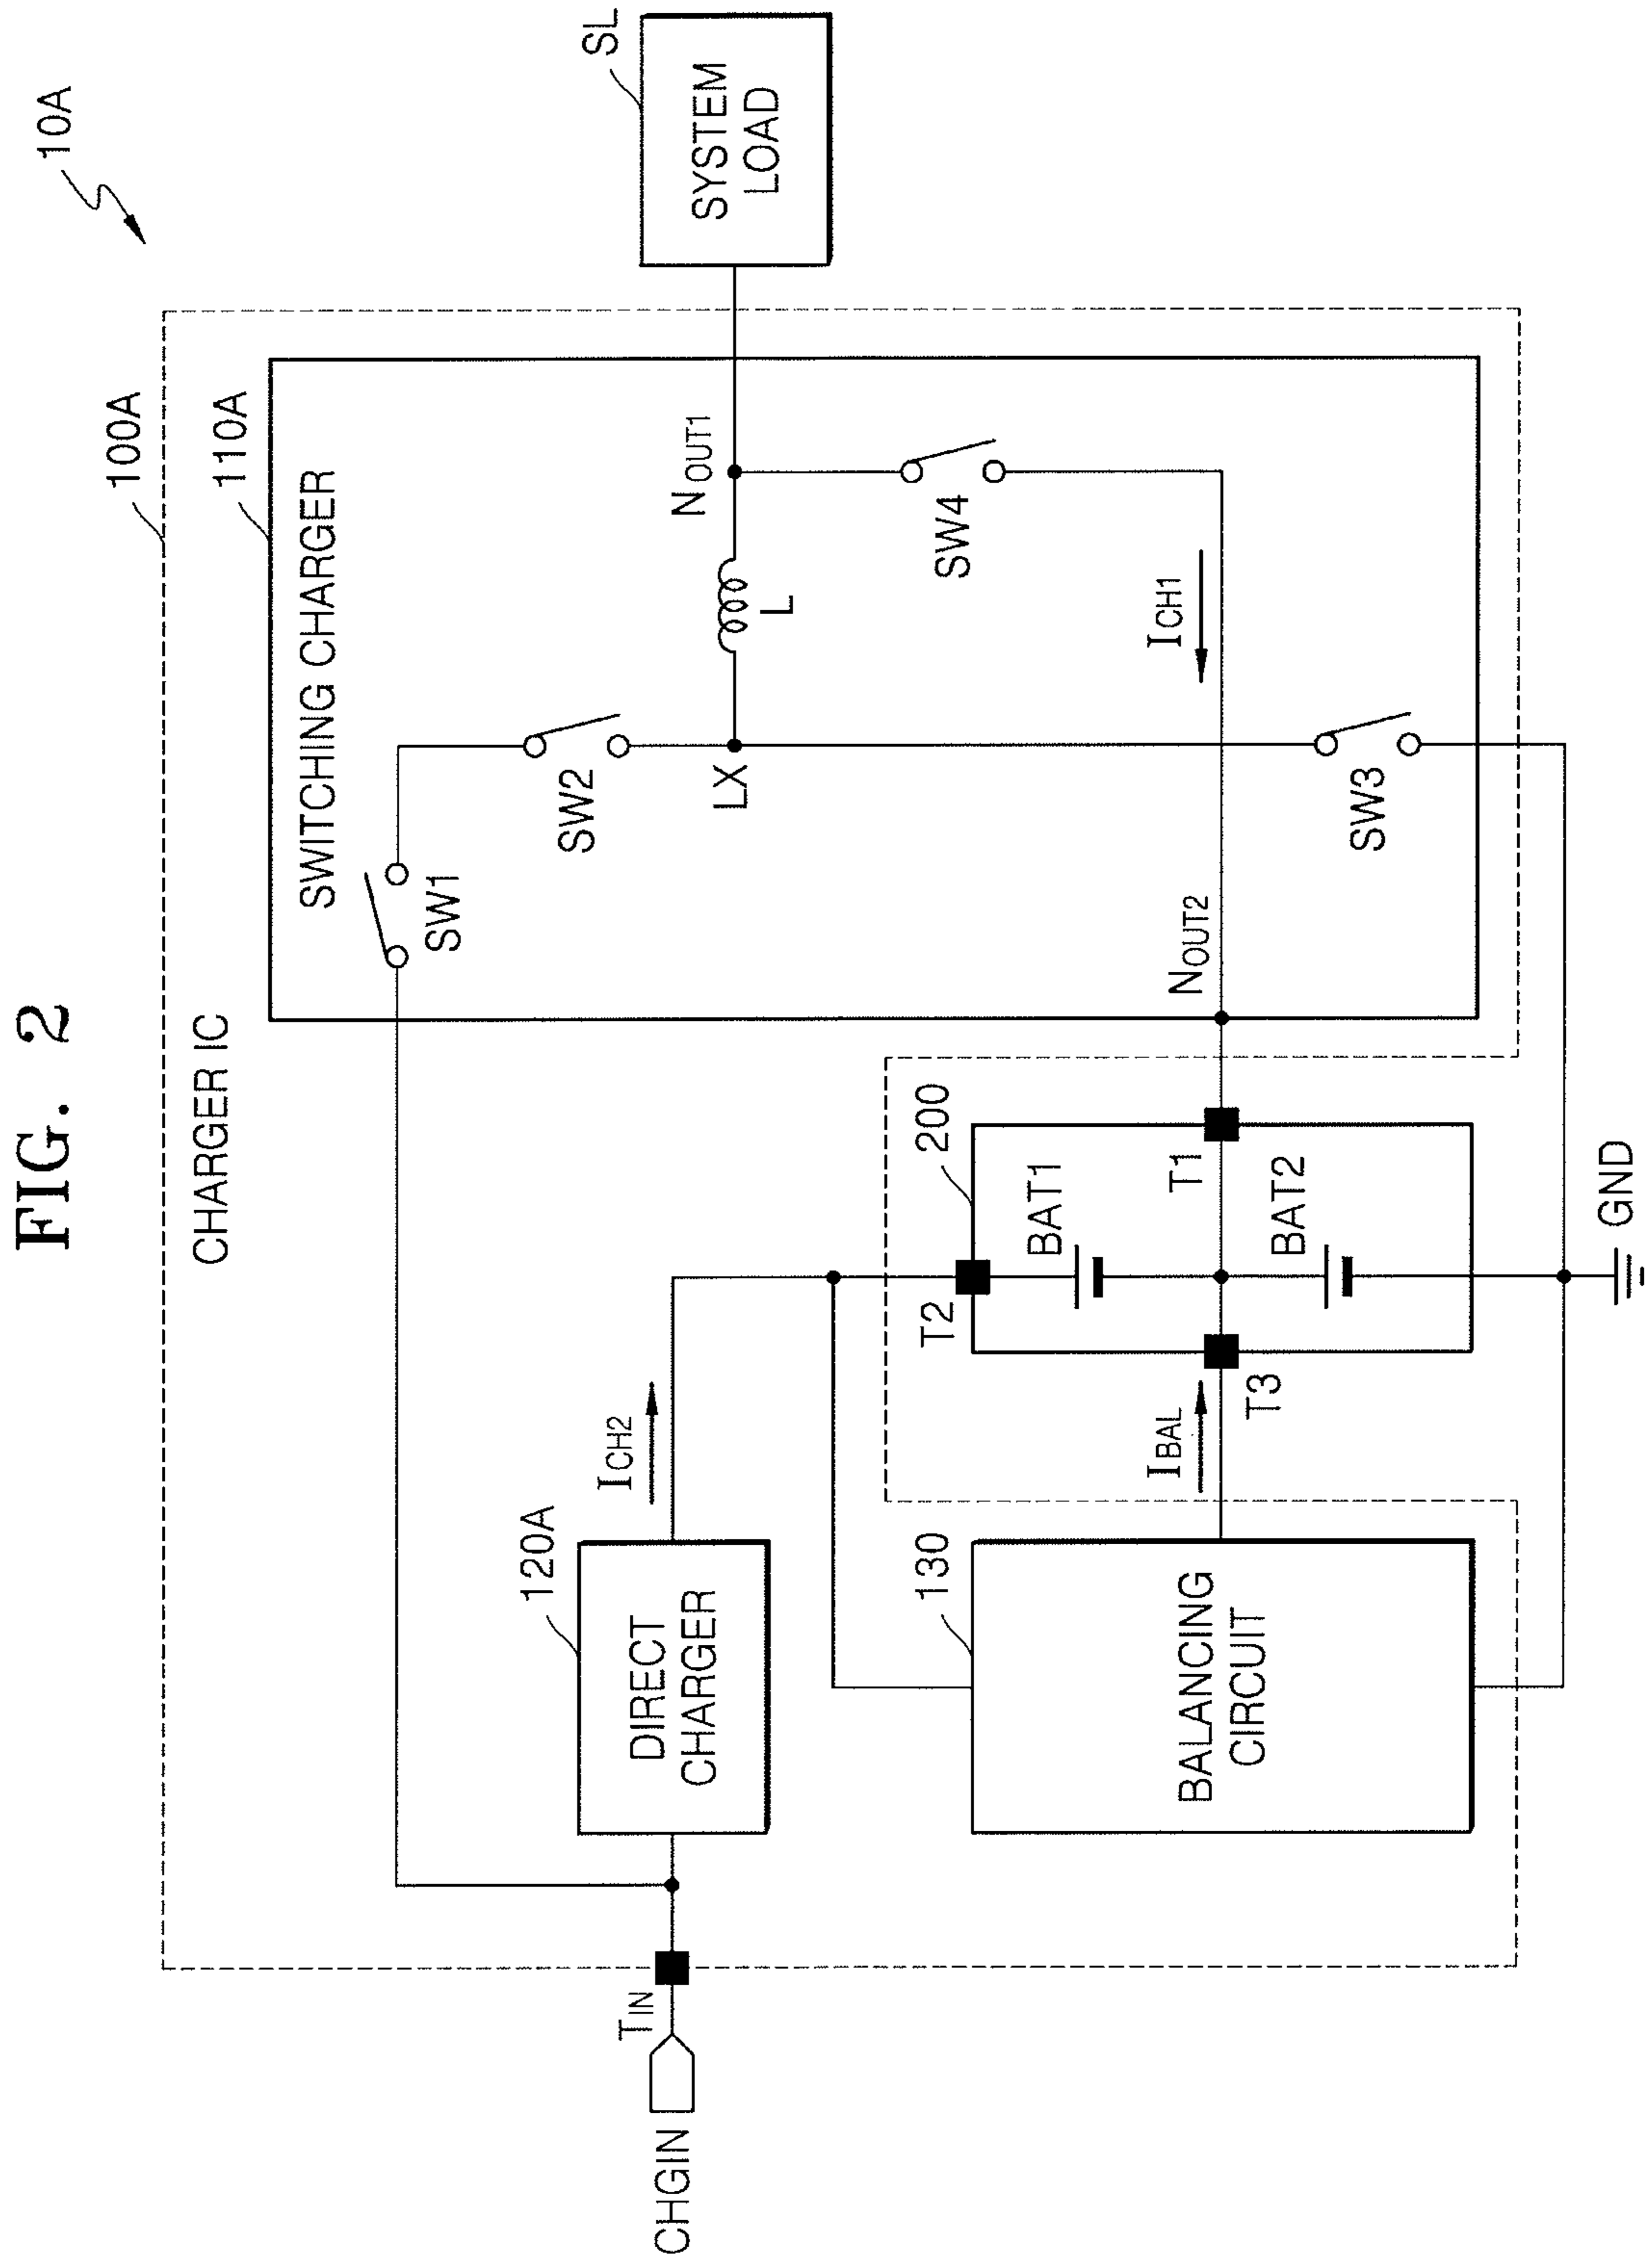 FIG. 2
10A
100A
CHARGER IC
110A
SWITCHING CHARGER
SW1
SW2
LX
L
NOUT1
SL
SYSTEM
LOAD
SW4
ICH1
SW3
NOUT2
CHGIN
TIN
120A
DIRECT
CHARGER
ICH2
200
T2
BAT1
T1
BAT2
T3
IBAL
130
BALANCING
CIRCUIT
GND